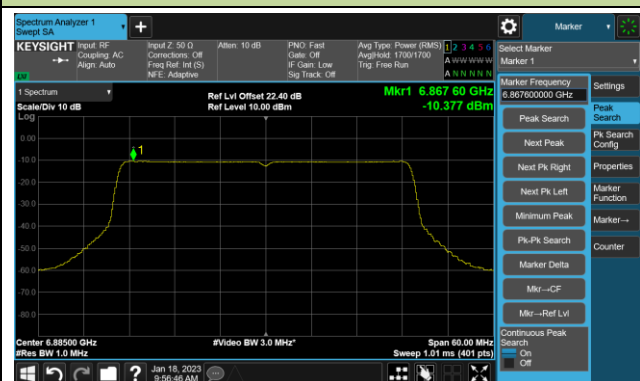 Spectrum Analyzer 1
Swept SA
Marker
KEYSIGHT
Input: RF
Coupling: AC
Align: Auto
Input Z: 50 Ω
Corrections: Off
Freq Ref: Int (S)
NFE: Adaptive
Atten: 10 dB
PNO: Fast
Gate: Off
IF Gain: Low
Sig Track: Off
Avg Type: Power (RMS)
Avg|Hold: 1700/1700
Trig: Free Run
1 2 3 4 5 6
A W W W W W
A N N N N N
Select Marker
Marker 1
LXI
1 Spectrum
Scale/Div 10 dB
Log
Ref Lvl Offset 22.40 dB
Ref Level 10.00 dBm
Mkr1 6.867 60 GHz
-10.377 dBm
Marker Frequency
6.867600000 GHz
Settings
Peak Search
Next Peak
Next Pk Right
Next Pk Left
Minimum Peak
Pk-Pk Search
Marker Delta
Mkr→CF
Mkr→Ref Lvl
Continuous Peak
Search
On
Off
Peak
Search
Pk Search
Config
Properties
Marker
Function
Marker→
Counter
1
0.00
-10.0
-20.0
-30.0
-40.0
-50.0
-60.0
-70.0
-80.0
Center 6.88500 GHz
#Res BW 1.0 MHz
#Video BW 3.0 MHz*
Span 60.00 MHz
Sweep 1.01 ms (401 pts)
?
Jan 18, 2023
9:56:46 AM